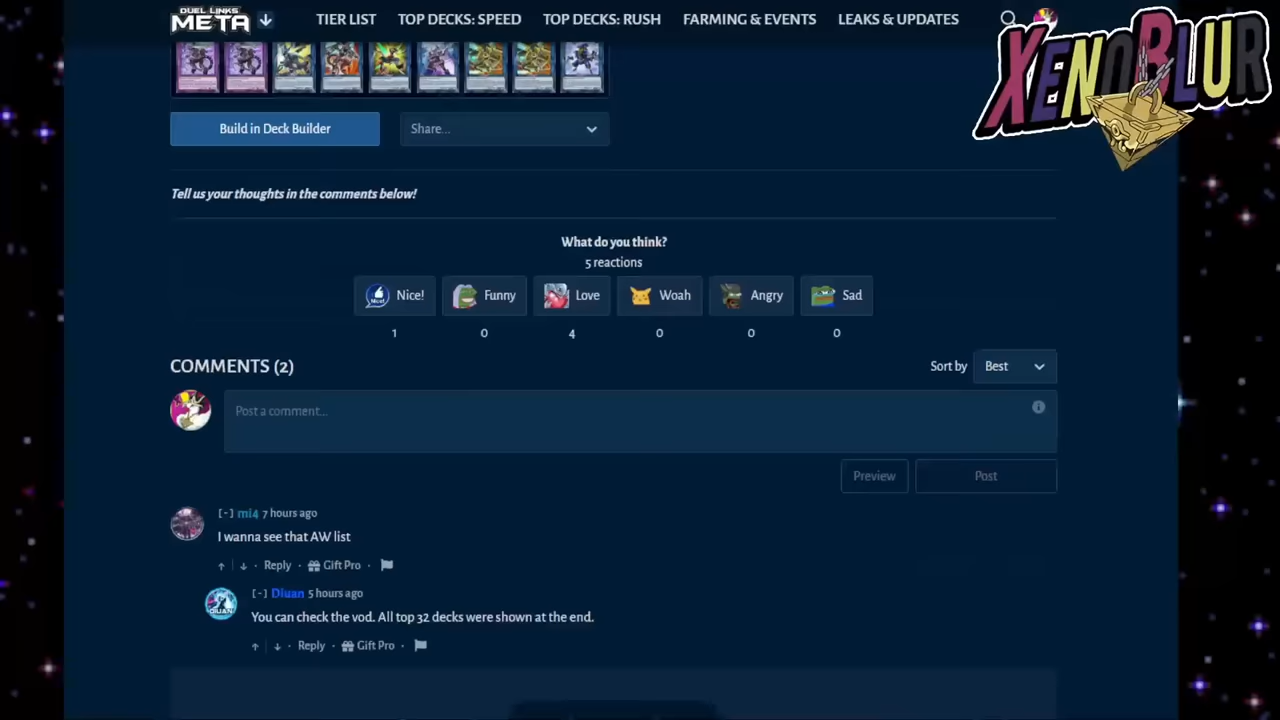 DUEL LINKS
META
TIER LIST
TOP DECKS: SPEED
TOP DECKS: RUSH
FARMING & EVENTS
LEAKS & UPDATES
XENOBLUR
Build in Deck Builder
Share...
Tell us your thoughts in the comments below!
What do you think?
5 reactions
Nice!
Funny
Love
Woah
Angry
Sad
1
0
4
0
0
0
COMMENTS (2)
Sort by
Best
Post a comment...
Preview
Post
[-] mi4 7 hours ago
I wanna see that AW list
Reply · Gift Pro ·
[-] Diuan 5 hours ago
You can check the vod. All top 32 decks were shown at the end.
Reply · Gift Pro ·